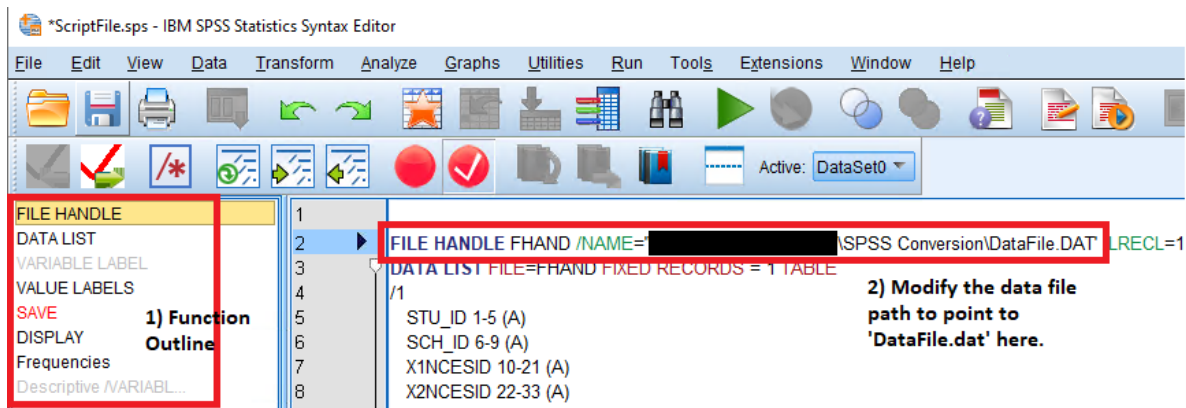 *ScriptFile.sps - IBM SPSS Statistics Syntax Editor
File Edit View Data Transform Analyze Graphs Utilities Run Tools Extensions Window Help
/*
Active: DataSet0
FILE HANDLE
DATA LIST
VARIABLE LABEL
VALUE LABELS
SAVE
DISPLAY
Frequencies
Descriptive /VARIABL...
1) Function
Outline
1
2 FILE HANDLE FHAND /NAME=" \SPSS Conversion\DataFile.DAT" LRECL=1
3 DATA LIST FILE=FHAND FIXED RECORDS = 1 TABLE
4 /1
5 STU_ID 1-5 (A)
6 SCH_ID 6-9 (A)
7 X1NCESID 10-21 (A)
8 X2NCESID 22-33 (A)
2) Modify the data file
path to point to
'DataFile.dat' here.